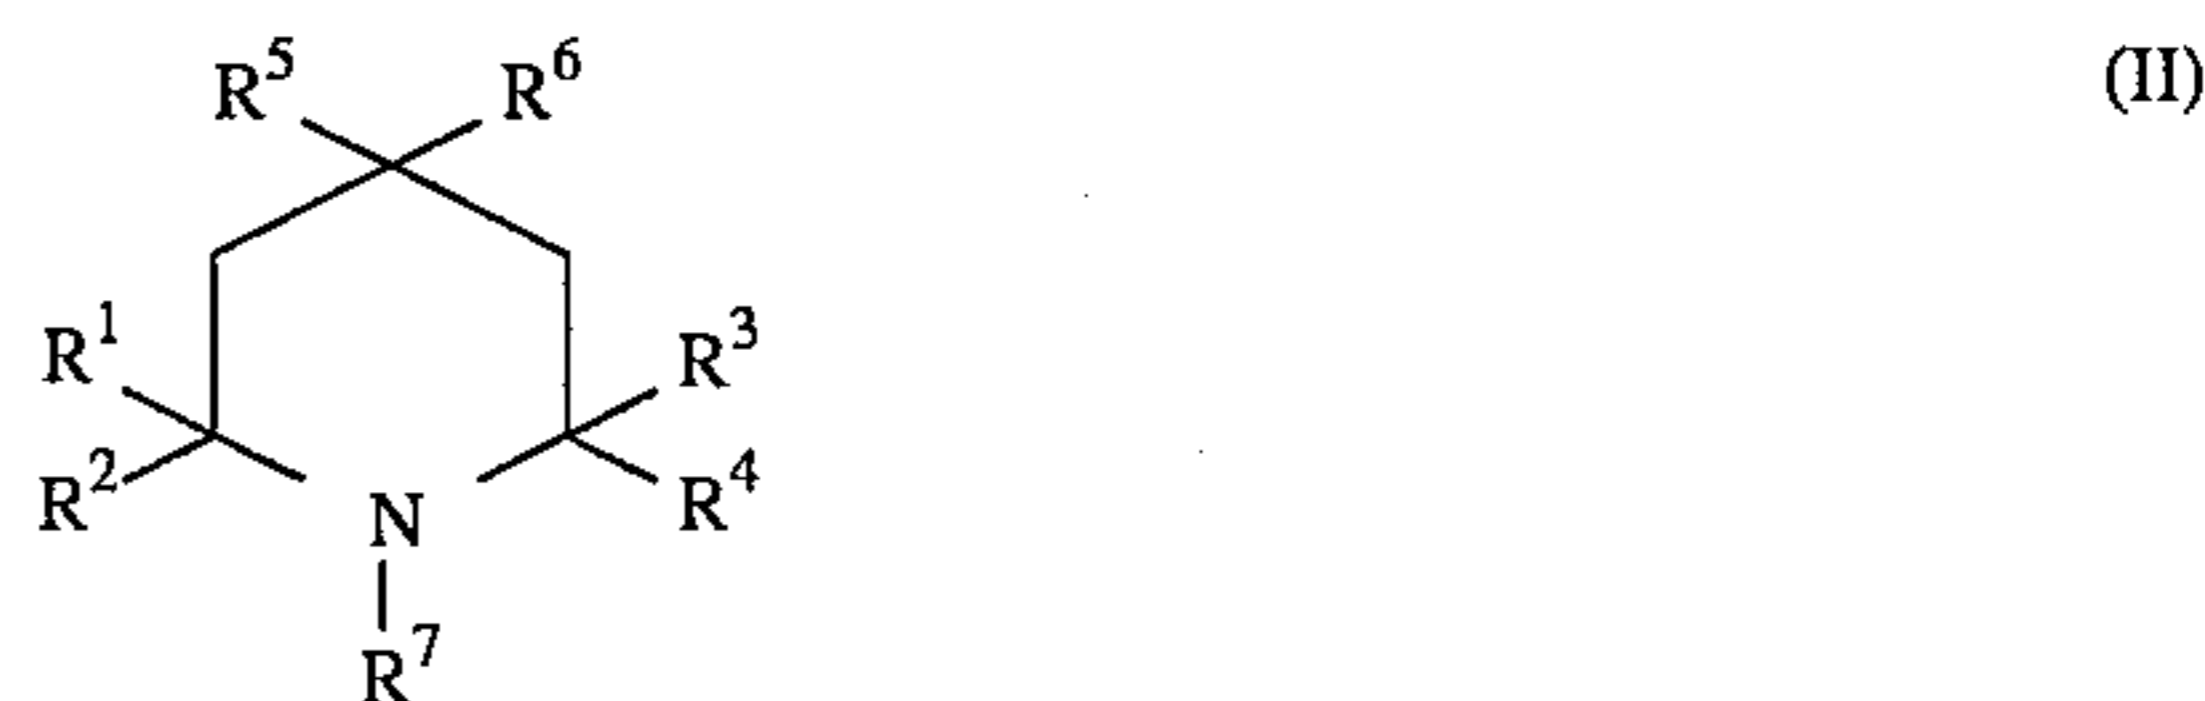 R⁵ R⁶ (II)
R¹ R³
R² R⁴
N
R⁷